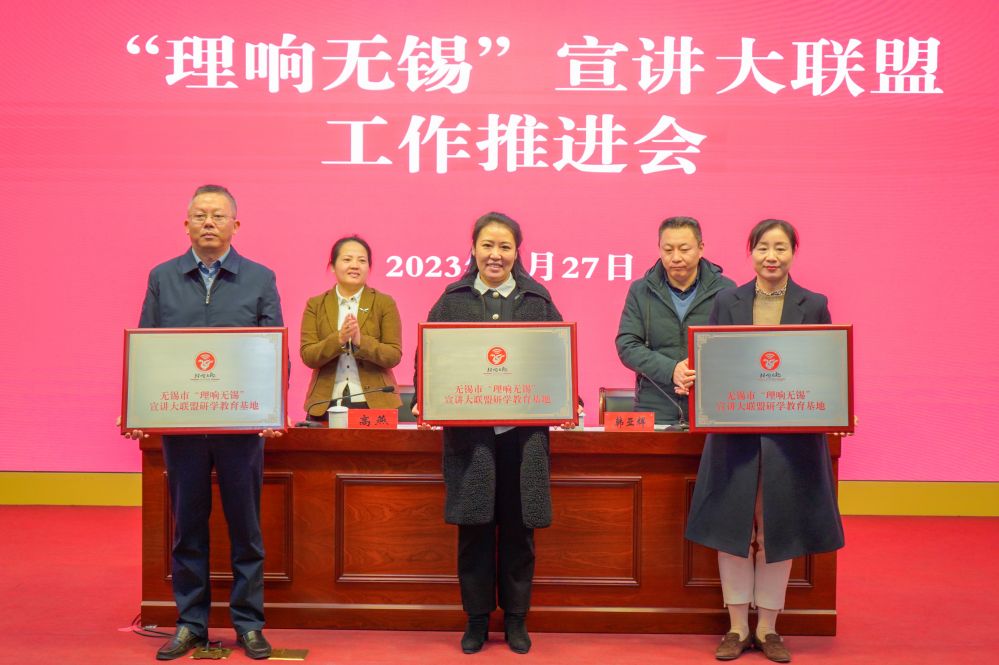 “理响无锡”宣讲大联盟
工作推进会
2023 月27日
无锡市“理响无锡”
宣讲大联盟研学教育基地
无锡市“理响无锡”
宣讲大联盟研学教育基地
无锡市“理响无锡”
宣讲大联盟研学教育基地
高燕
韩亚辉